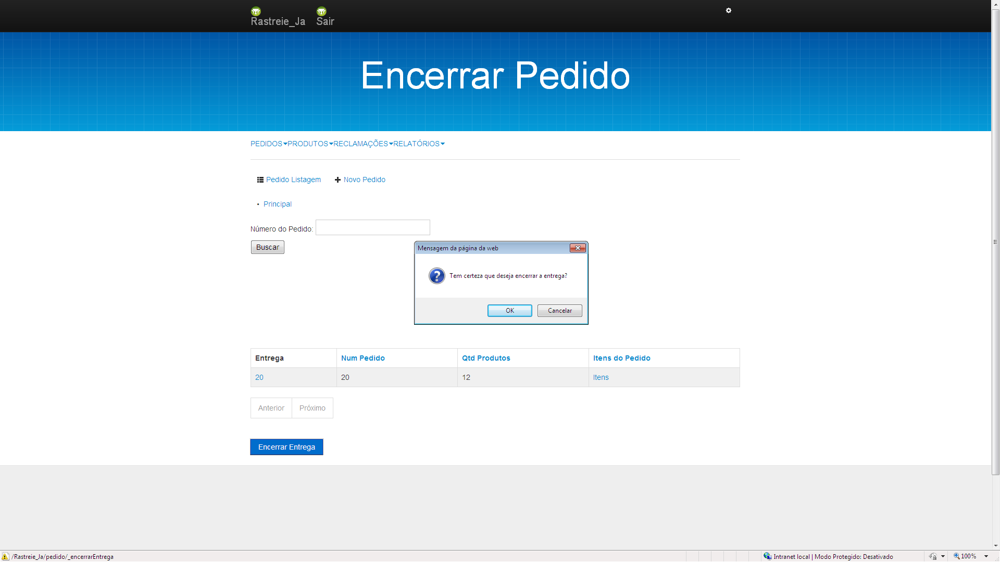 Rastreie_Ja Sair
Encerrar Pedido
PEDIDOS PRODUTOS RECLAMAÇÕES RELATÓRIOS
Pedido Listagem Novo Pedido
• Principal
Número do Pedido:
Buscar
Mensagem da página da web
Tem certeza que deseja encerrar a entrega?
OK Cancelar
Entrega Num Pedido Qtd Produtos Itens do Pedido
20 20 12 Itens
Anterior Próximo
Encerrar Entrega
/Rastreie_Ja/pedido/_encerrarEntrega Intranet local | Modo Protegido: Desativado 100%